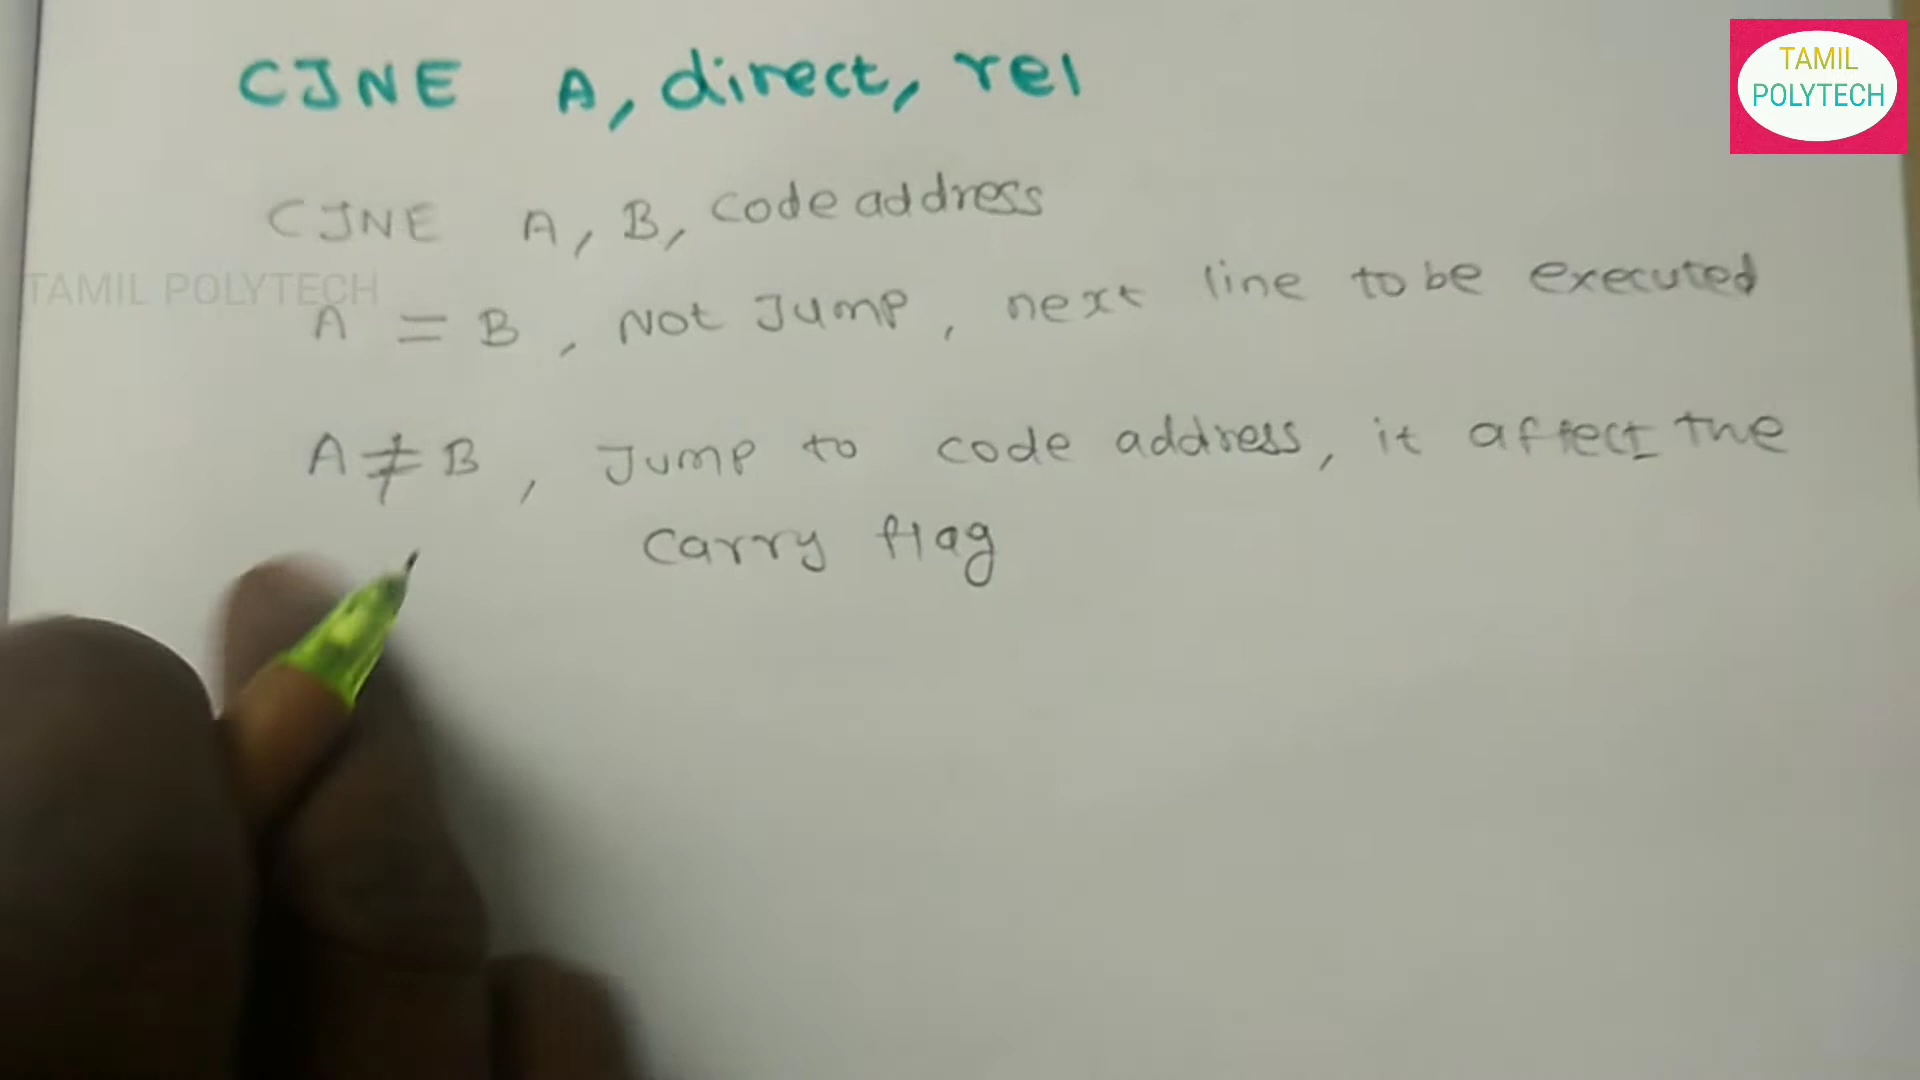 CJNE A, direct, rel
TAMIL
POLYTECH
CJNE A, B, code address
TAMIL POLYTECH
A = B, Not Jump, next line to be executed
A ≠ B, Jump to code address, it affect the
carry flag